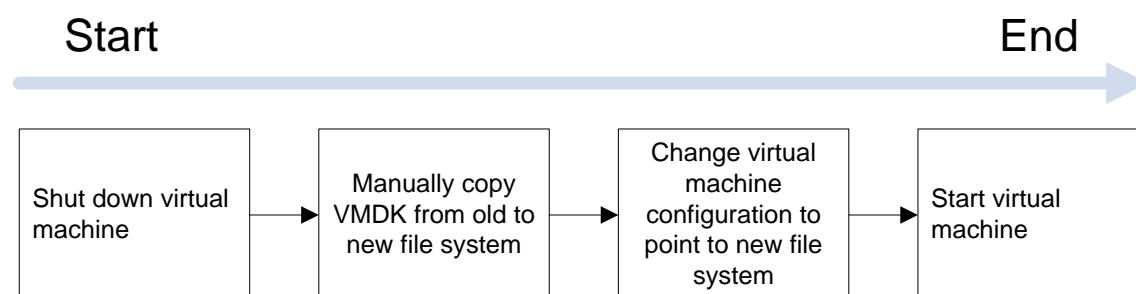 Start
End
Shut down virtual
machine
Manually copy
VMDK from old to
new file system
Change virtual
machine
configuration to
point to new file
system
Start virtual
machine